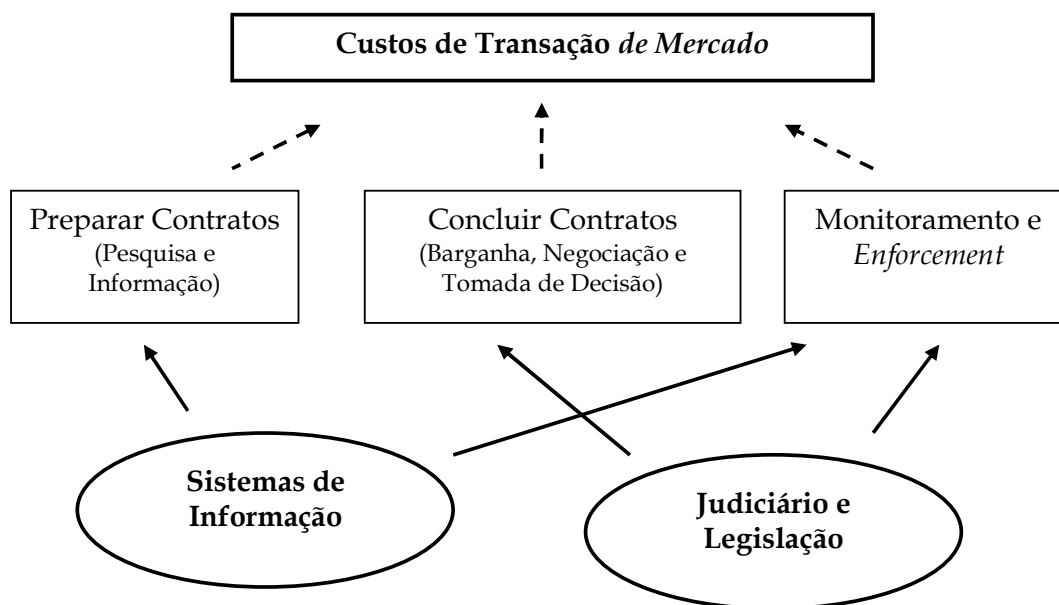 Custos de Transação de Mercado
Preparar Contratos
(Pesquisa e
Informação)
Concluir Contratos
(Barganha, Negociação e
Tomada de Decisão)
Monitoramento e
Enforcement
Sistemas de
Informação
Judiciário e
Legislação